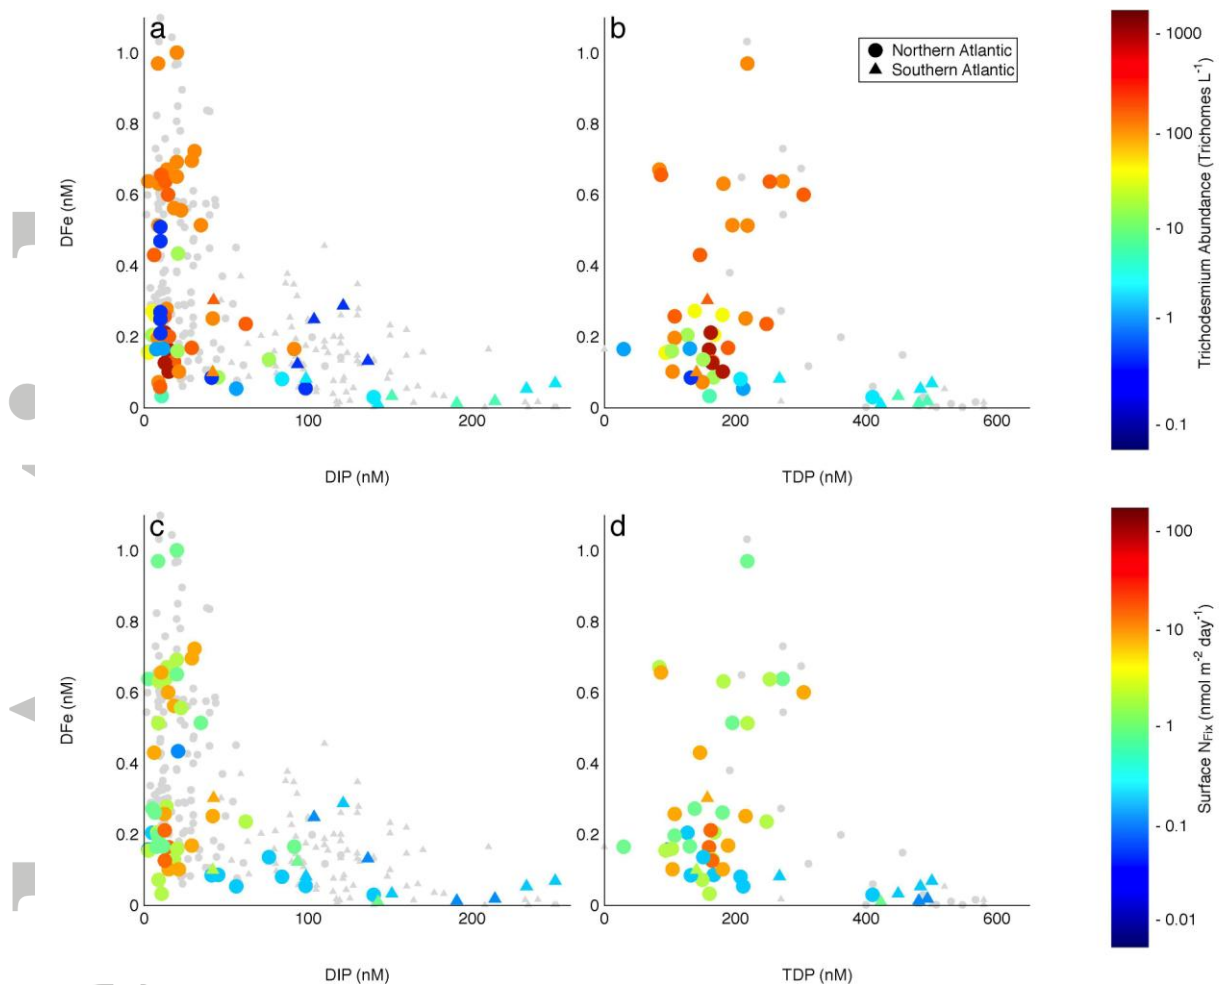 a
b
1.0
0.8
0.6
0.4
0.2
0
DFe (nM)
0 100 200
DIP (nM)
1.0
0.8
0.6
0.4
0.2
0
0 200 400 600
TDP (nM)
Northern Atlantic
Southern Atlantic
- 1000
- 100
- 10
- 1
- 0.1
Trichodesmium Abundance (Trichomes L⁻¹)
c
d
1.0
0.8
0.6
0.4
0.2
0
DFe (nM)
0 100 200
DIP (nM)
1.0
0.8
0.6
0.4
0.2
0
0 200 400 600
TDP (nM)
- 100
- 10
- 1
- 0.1
- 0.01
Surface N_Fix (nmol m⁻² day⁻¹)